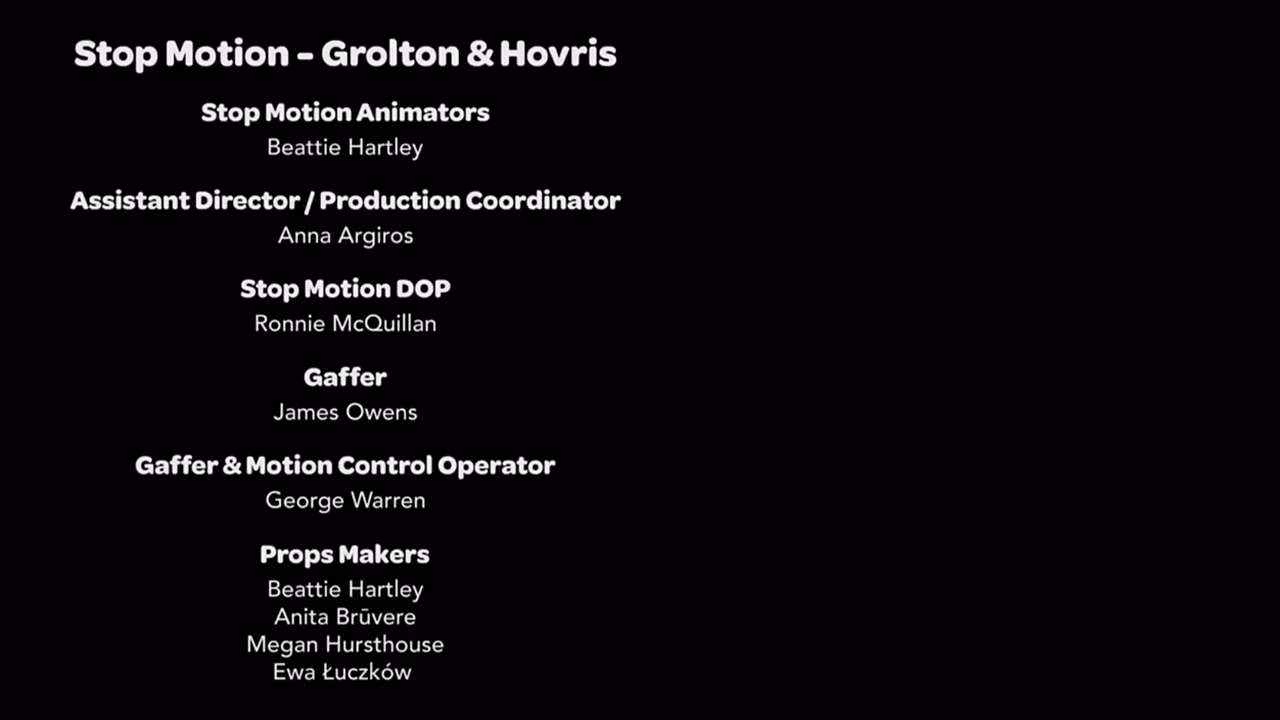 Stop Motion – Grolton & Hovris
Stop Motion Animators
Beattie Hartley
Assistant Director / Production Coordinator
Anna Argiros
Stop Motion DOP
Ronnie McQuillan
Gaffer
James Owens
Gaffer & Motion Control Operator
George Warren
Props Makers
Beattie Hartley
Anita Brūvere
Megan Hursthouse
Ewa Łuczków